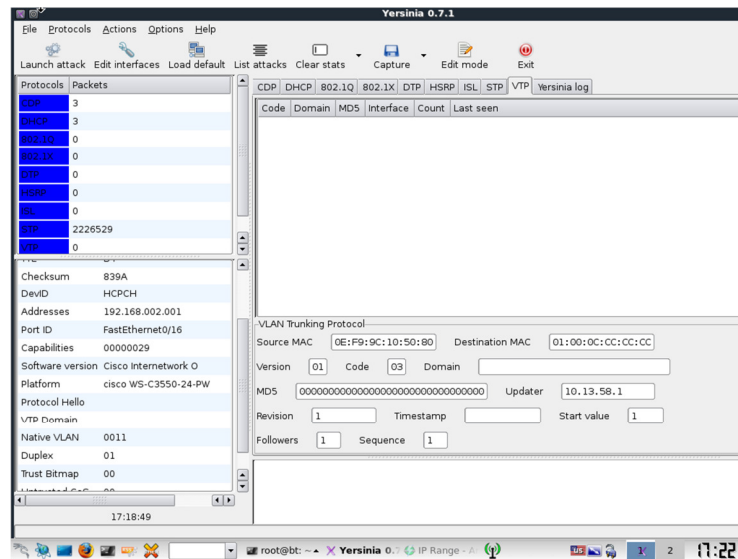 Yersinia 0.7.1
File Protocols Actions Options Help
Launch attack Edit interfaces Load default List attacks Clear stats Capture Edit mode Exit
Protocols Packets
CDP 3
DHCP 3
802.1Q 0
802.1X 0
DTP 0
HSRP 0
ISL 0
STP 2226529
VTP 0
Checksum 839A
DevID HCPCH
Addresses 192.168.002.001
Port ID FastEthernet0/16
Capabilities 00000029
Software version Cisco Internetwork O
Platform cisco WS-C3550-24-PW
Protocol Hello
VTP Domain
Native VLAN 0011
Duplex 01
Trust Bitmap 00
17:18:49
CDP DHCP 802.1Q 802.1X DTP HSRP ISL STP VTP Yersinia log
Code Domain MD5 Interface Count Last seen
VLAN Trunking Protocol
Source MAC 0E:F9:9C:10:50:80 Destination MAC 01:00:0C:CC:CC:CC
Version 01 Code 03 Domain
MD5 00000000000000000000000000000000 Updater 10.13.58.1
Revision 1 Timestamp Start value 1
Followers 1 Sequence 1
root@bt: ~ Yersinia 0.7 IP Range - A US 1 2 17:22